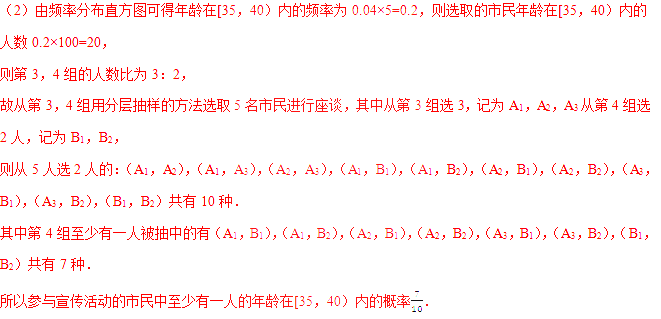 （2）由频率分布直方图可得年龄在[35，40）内的频率为 0.04×5=0.2，则选取的市民年龄在[35，40）内的
人数 0.2×100=20，
则第 3，4 组的人数比为 3：2，
故从第 3，4 组用分层抽样的方法选取 5 名市民进行座谈，其中从第 3 组选 3，记为 A₁，A₂，A₃从第 4 组选
2 人，记为 B₁，B₂，
则从 5 人选 2 人的：（A₁，A₂），（A₁，A₃），（A₂，A₃），（A₁，B₁），（A₁，B₂），（A₂，B₁），（A₂，B₂），（A₃，
B₁），（A₃，B₂），（B₁，B₂）共有 10 种．
其中第 4 组至少有一人被抽中的有（A₁，B₁），（A₁，B₂），（A₂，B₁），（A₂，B₂），（A₃，B₁），（A₃，B₂），（B₁，
B₂）共有 7 种．
所以参与宣传活动的市民中至少有一人的年龄在[35，40）内的概率 /10．